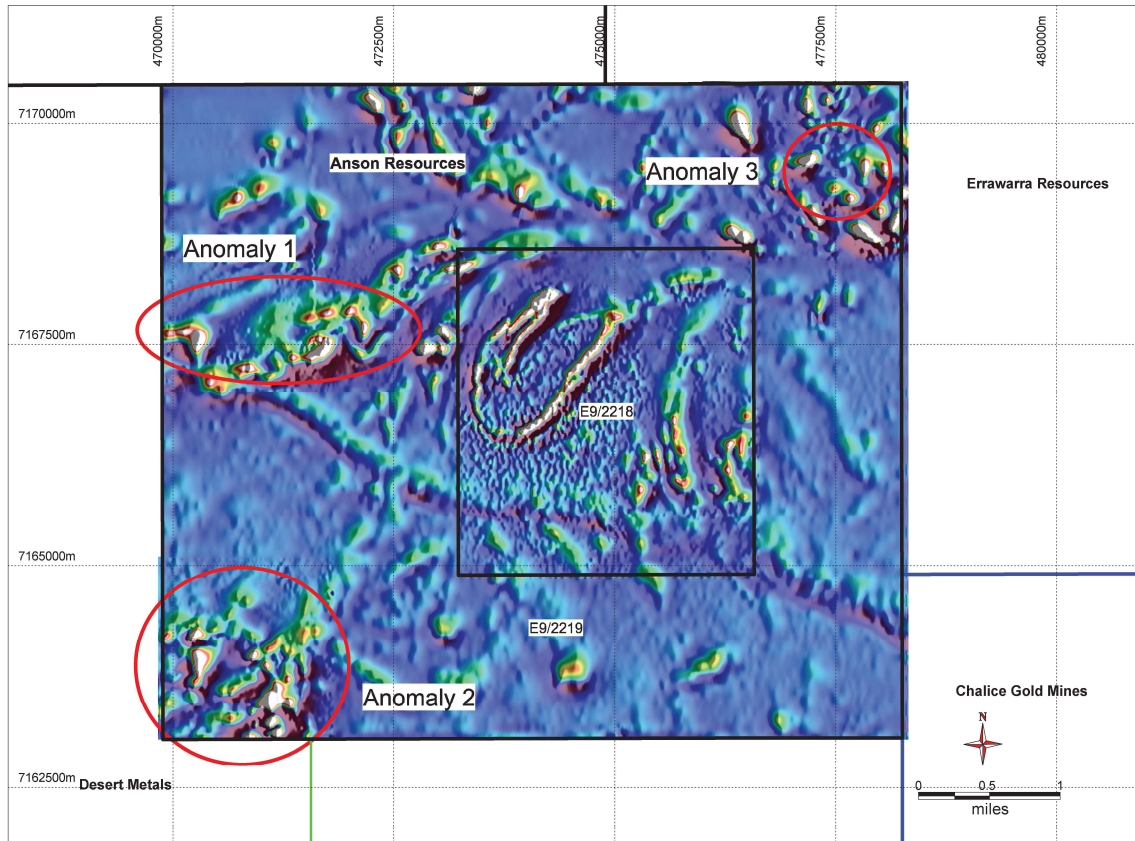 470000m
472500m
475000m
477500m
480000m
7170000m
Anson Resources
Anomaly 3
Errawarra Resources
Anomaly 1
7167500m
E9/2218
7165000m
E9/2219
Anomaly 2
Chalice Gold Mines
N
7162500m
Desert Metals
0 0.5 1
miles